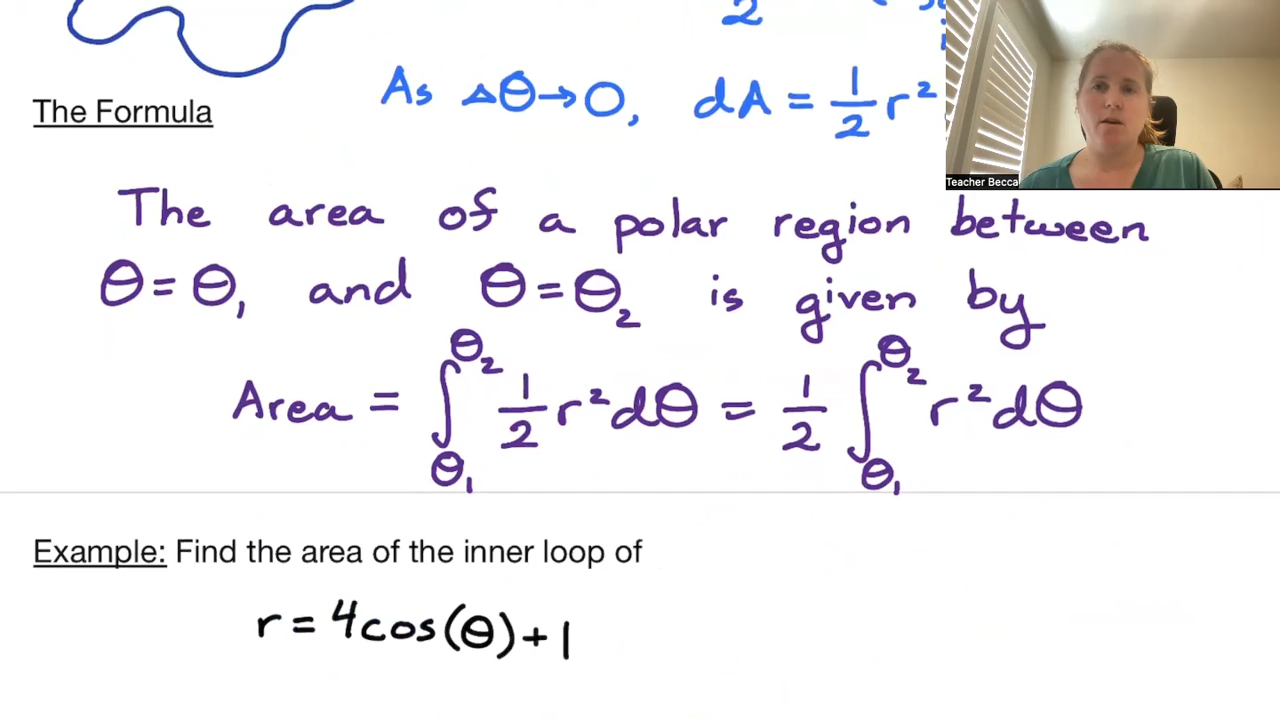 2
As Δθ→0, dA = 1/2 r²
The Formula
Teacher Becca
The area of a polar region between
θ = θ₁ and θ = θ₂ is given by
Area = ∫_{θ₁}^{θ₂} 1/2 r² dθ = 1/2 ∫_{θ₁}^{θ₂} r² dθ
Example: Find the area of the inner loop of
r = 4cos(θ) + 1